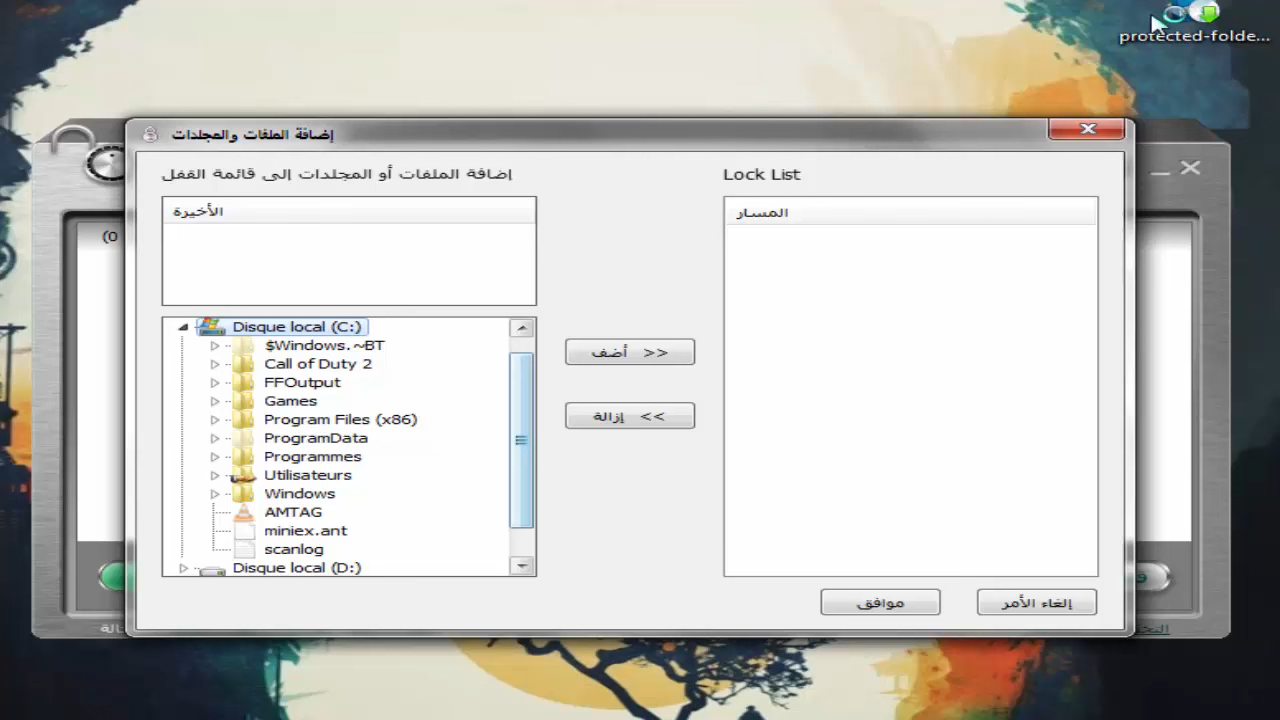 protected-folde...
إضافة الملفات والمجلدات
إضافة الملفات أو المجلدات إلى قائمة القفل
Lock List
الأخيرة
المسار
0)
Disque local (C:)
$Windows.~BT
Call of Duty 2
FFOutput
Games
Program Files (x86)
ProgramData
Programmes
Utilisateurs
Windows
AMTAG
miniex.ant
scanlog
Disque local (D:)
أضف >>
إزالة <<
موافق
إلغاء الأمر